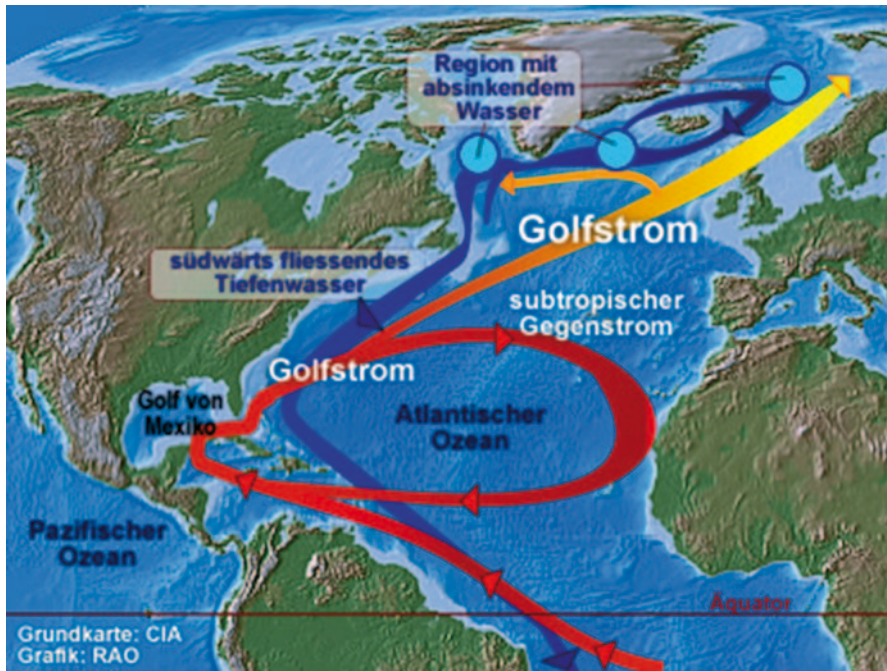 Region mit
absinkendem
Wasser
Golfstrom
südwärts fliessendes
Tiefenwasser
subtropischer
Gegenstrom
Golfstrom
Golf von
Mexiko
Atlantischer
Ozean
Pazifischer
Ozean
Äquator
Grundkarte: CIA
Grafik: RAO